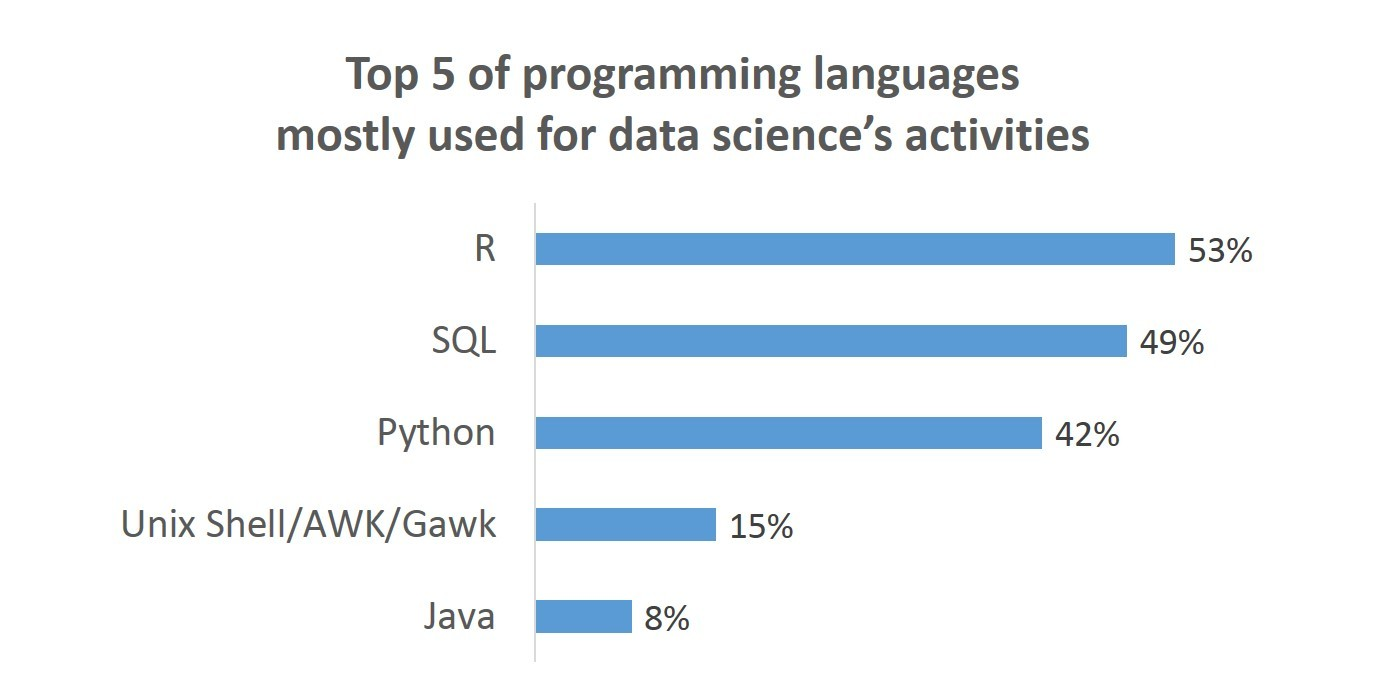 Top 5 of programming languages
mostly used for data science’s activities
R 53%
SQL 49%
Python 42%
Unix Shell/AWK/Gawk 15%
Java 8%